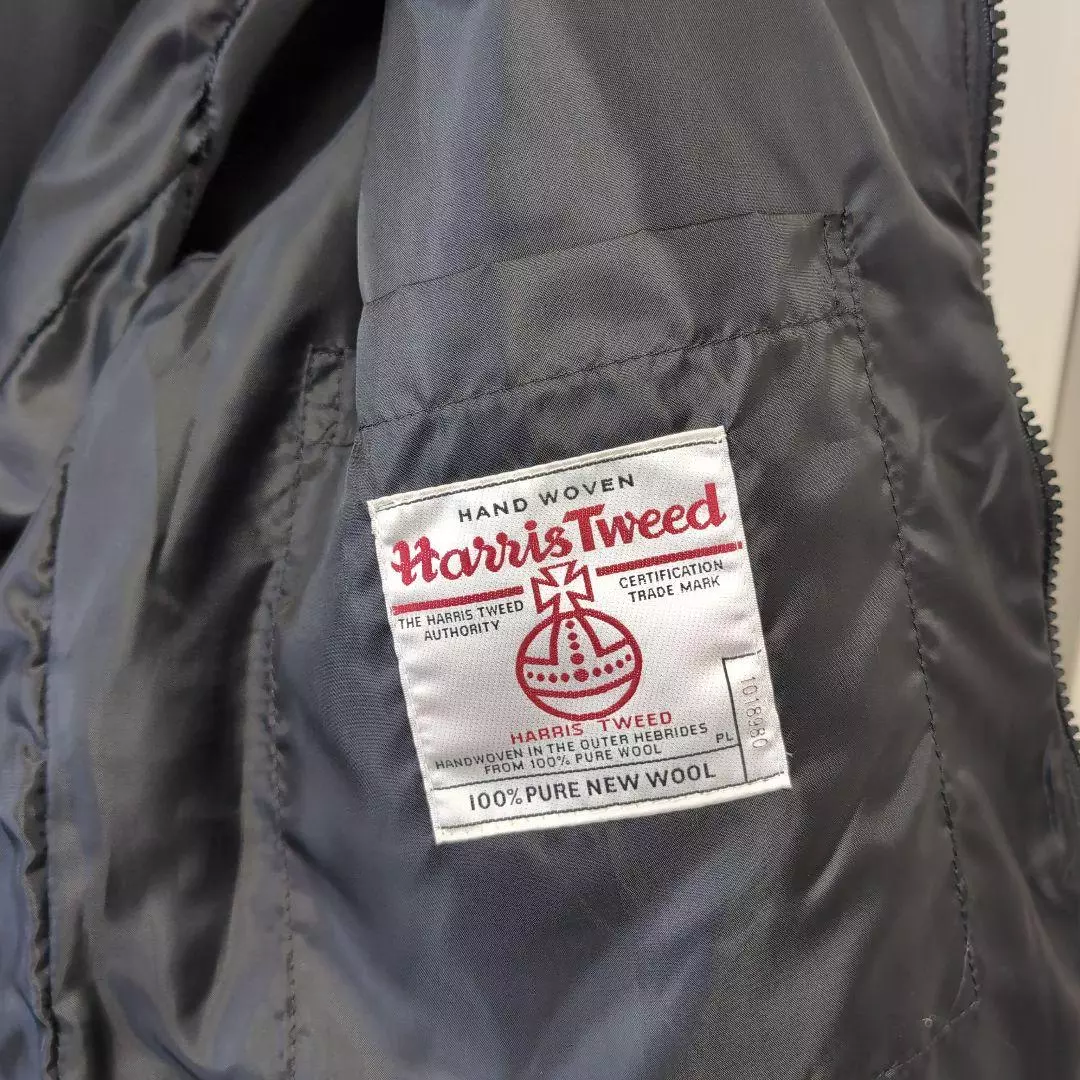 HAND WOVEN
Harris Tweed
THE HARRIS TWEED
AUTHORITY
CERTIFICATION
TRADE MARK
HARRIS TWEED
HANDWOVEN IN THE OUTER HEBRIDES
FROM 100% PURE WOOL
PL
1018980
100% PURE NEW WOOL